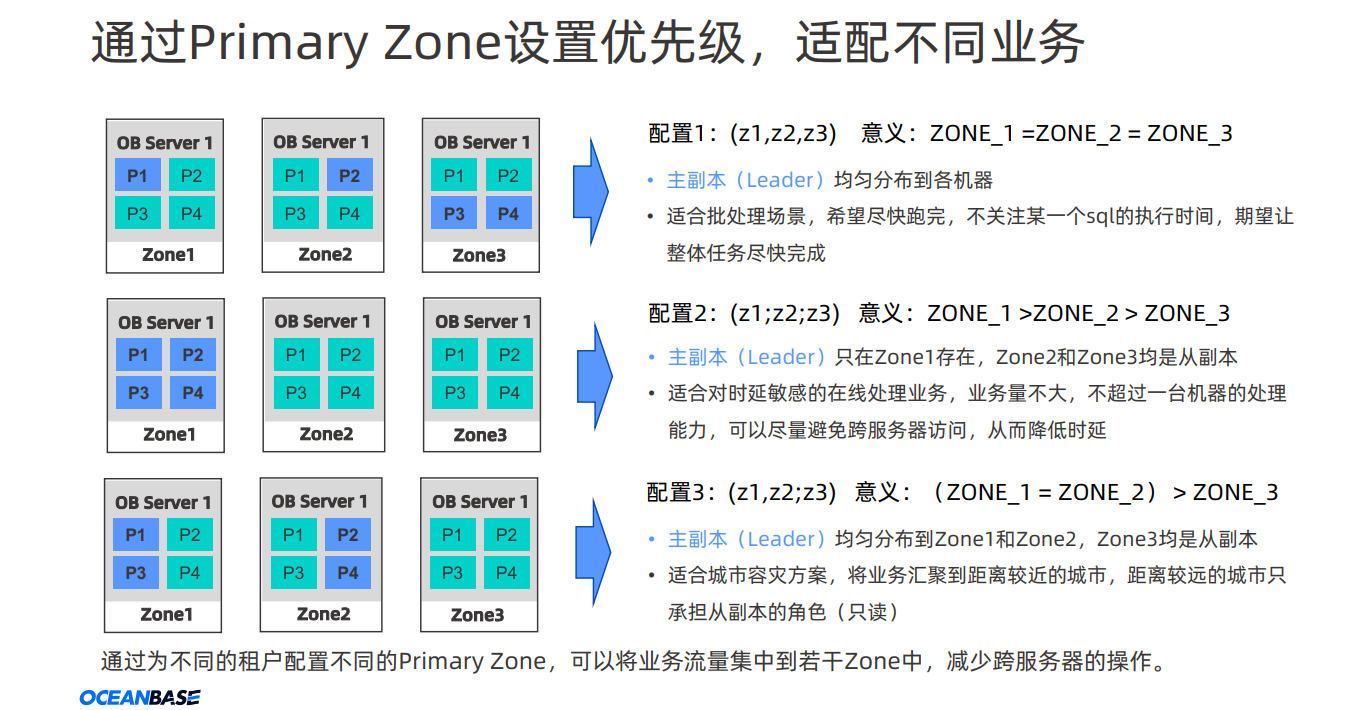 通过Primary Zone设置优先级，适配不同业务
OB Server 1
P1 P2
P3 P4
Zone1
OB Server 1
P1 P2
P3 P4
Zone2
OB Server 1
P1 P2
P3 P4
Zone3
配置1：(z1,z2,z3) 意义：ZONE_1 =ZONE_2 = ZONE_3
• 主副本（Leader）均匀分布到各机器
• 适合批处理场景，希望尽快跑完，不关注某一个sql的执行时间，期望让
整体任务尽快完成
OB Server 1
P1 P2
P3 P4
Zone1
OB Server 1
P1 P2
P3 P4
Zone2
OB Server 1
P1 P2
P3 P4
Zone3
配置2：(z1;z2;z3) 意义：ZONE_1 >ZONE_2 > ZONE_3
• 主副本（Leader）只在Zone1存在，Zone2和Zone3均是从副本
• 适合对时延敏感的在线处理业务，业务量不大，不超过一台机器的处理
能力，可以尽量避免跨服务器访问，从而降低时延
OB Server 1
P1 P2
P3 P4
Zone1
OB Server 1
P1 P2
P3 P4
Zone2
OB Server 1
P1 P2
P3 P4
Zone3
配置3：(z1,z2;z3) 意义：（ZONE_1 = ZONE_2）> ZONE_3
• 主副本（Leader）均匀分布到Zone1和Zone2，Zone3均是从副本
• 适合城市容灾方案，将业务汇聚到距离较近的城市，距离较远的城市只
承担从副本的角色（只读）
通过为不同的租户配置不同的Primary Zone，可以将业务流量集中到若干Zone中，减少跨服务器的操作。
OCEANBASE